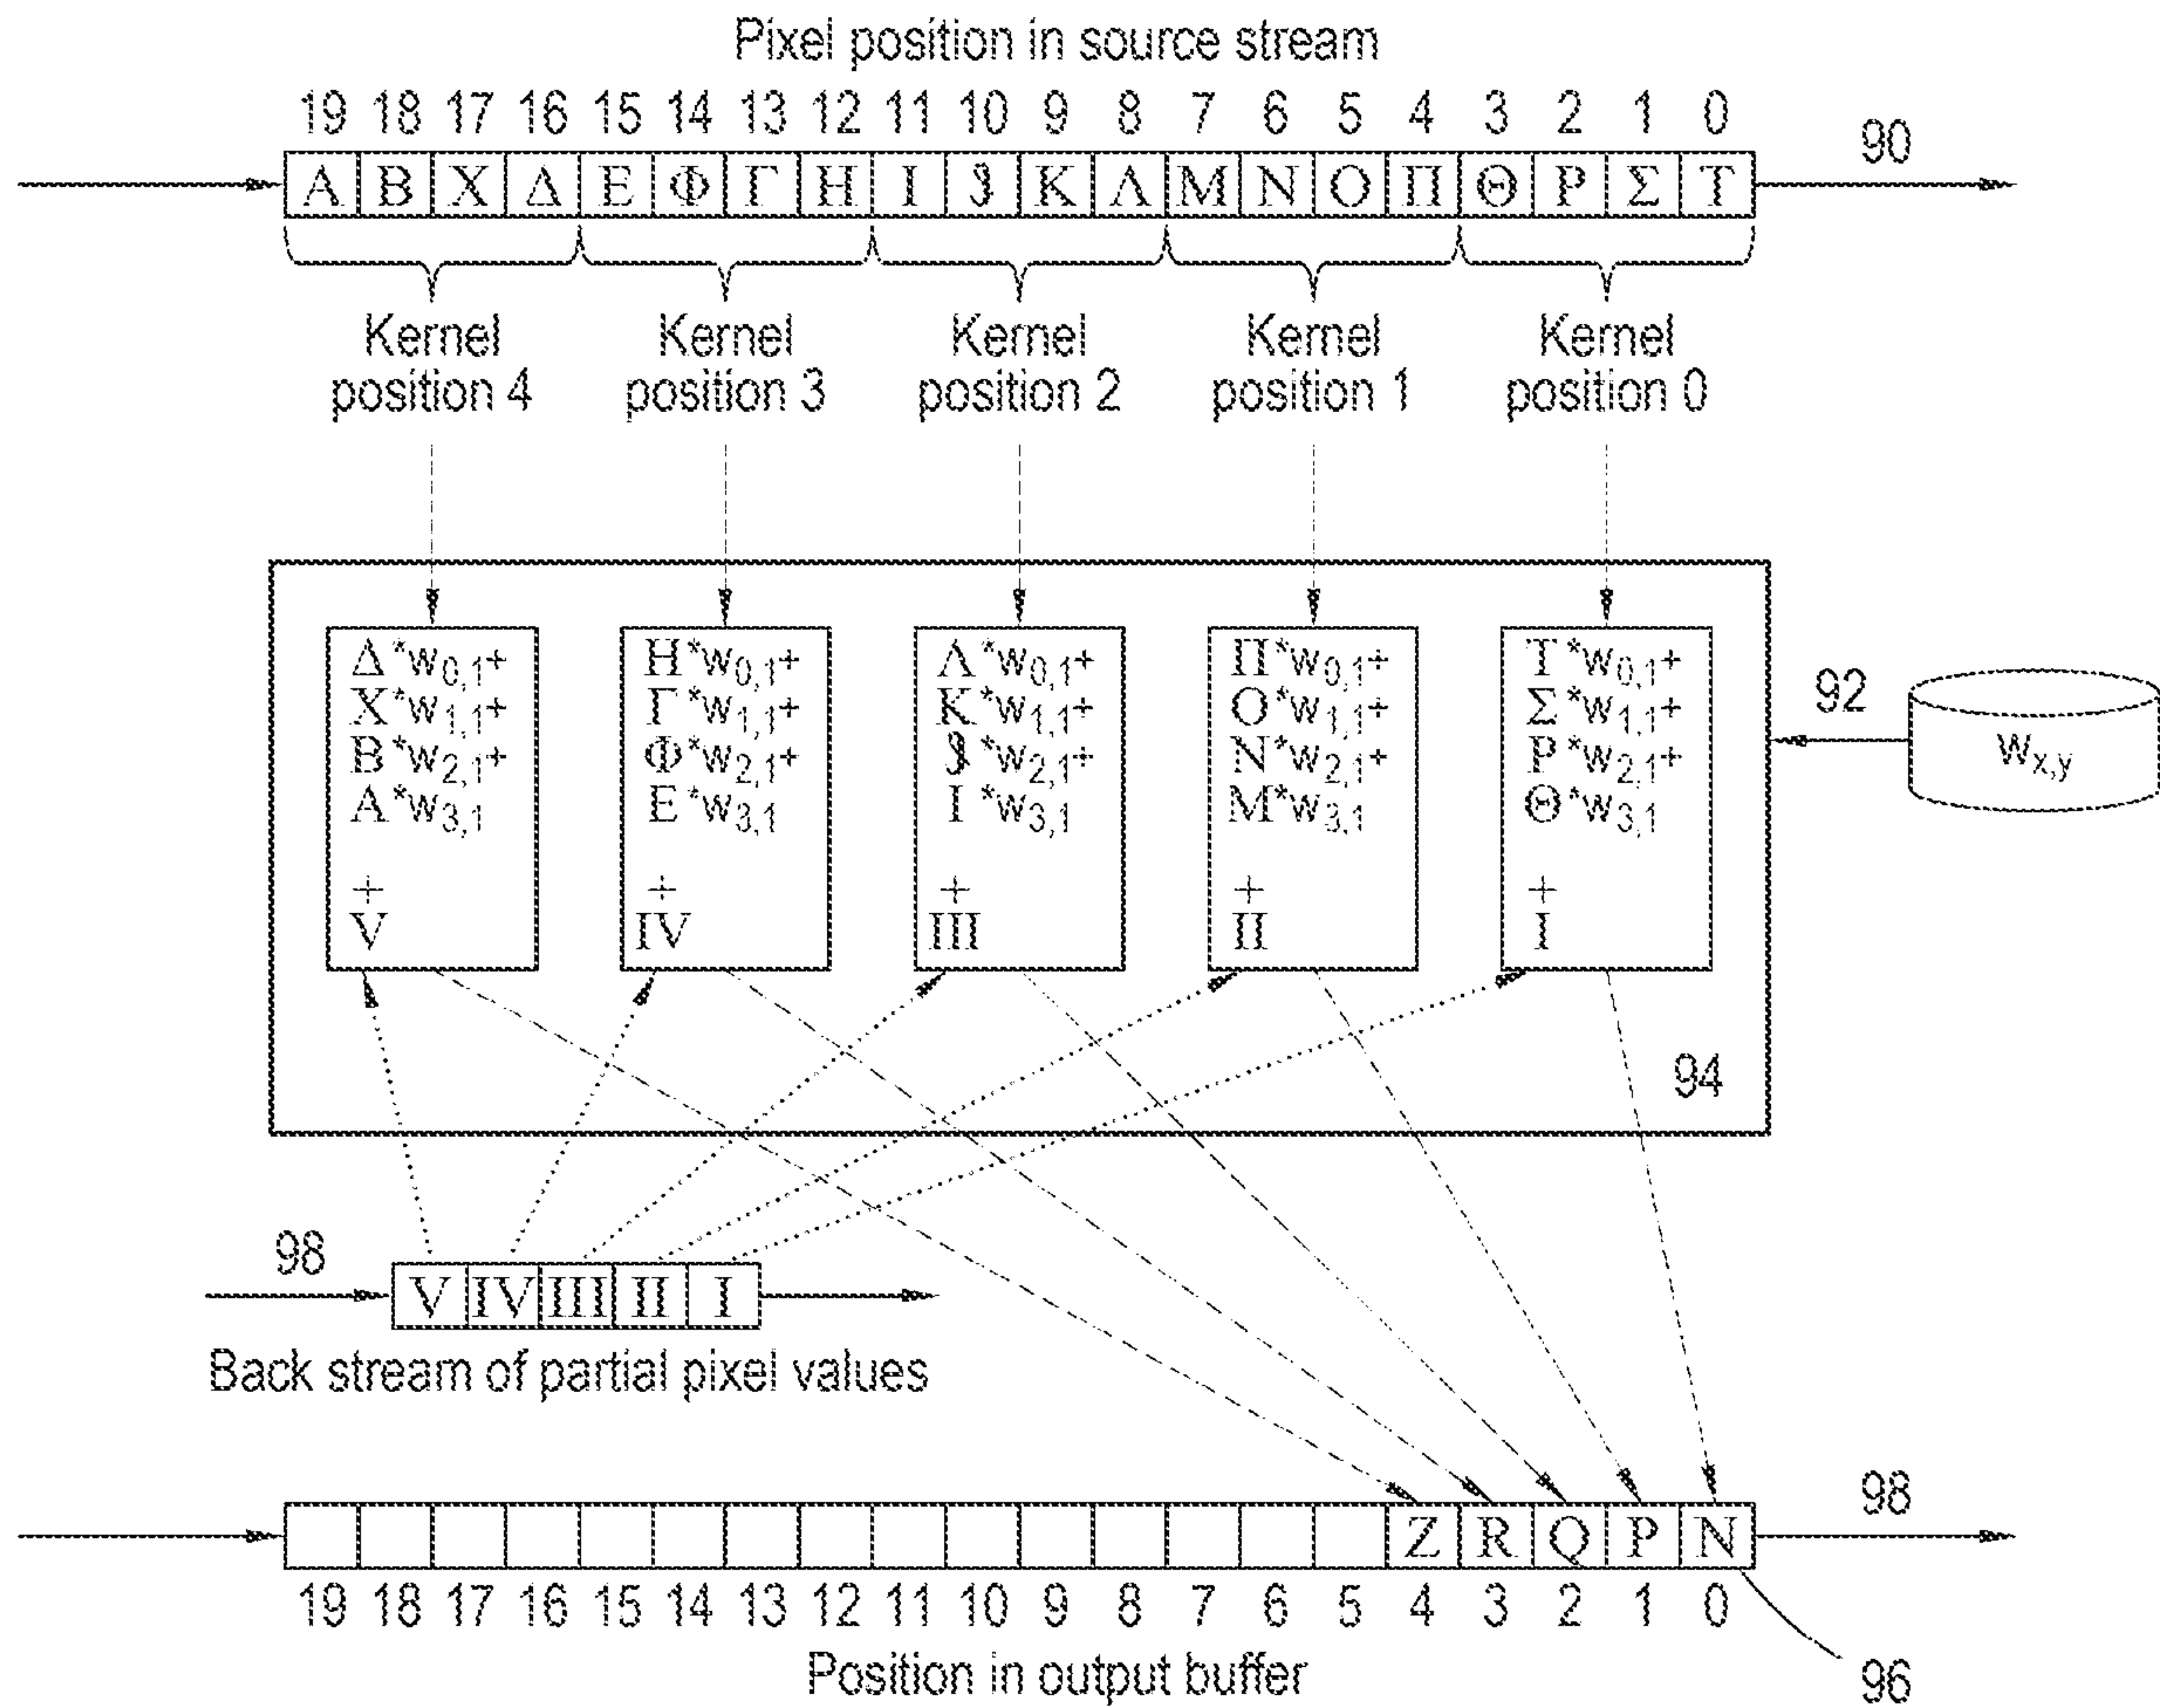 Pixel position in source stream
19 18 17 16 15 14 13 12 11 10 9 8 7 6 5 4 3 2 1 0
90
Α Β Χ Δ Ε Φ Γ Η Ι ϑ Κ Λ Μ Ν Ο Π Θ Ρ Σ Τ
Kernel Kernel Kernel Kernel Kernel
position 4 position 3 position 2 position 1 position 0
Δ*w0,1+ Η*w0,1+ Λ*w0,1+ Π*w0,1+ Τ*w0,1+
Χ*w1,1+ Γ*w1,1+ Κ*w1,1+ Ο*w1,1+ Σ*w1,1+
Β*w2,1+ Φ*w2,1+ ϑ*w2,1+ Ν*w2,1+ Ρ*w2,1+
Α*w3,1 Ε*w3,1 Ι*w3,1 Μ*w3,1 Θ*w3,1
+ + + + +
V IV III II I
92
wx,y
94
98
V IV III II I
Back stream of partial pixel values
Z R Q P N
98
19 18 17 16 15 14 13 12 11 10 9 8 7 6 5 4 3 2 1 0
Position in output buffer
96